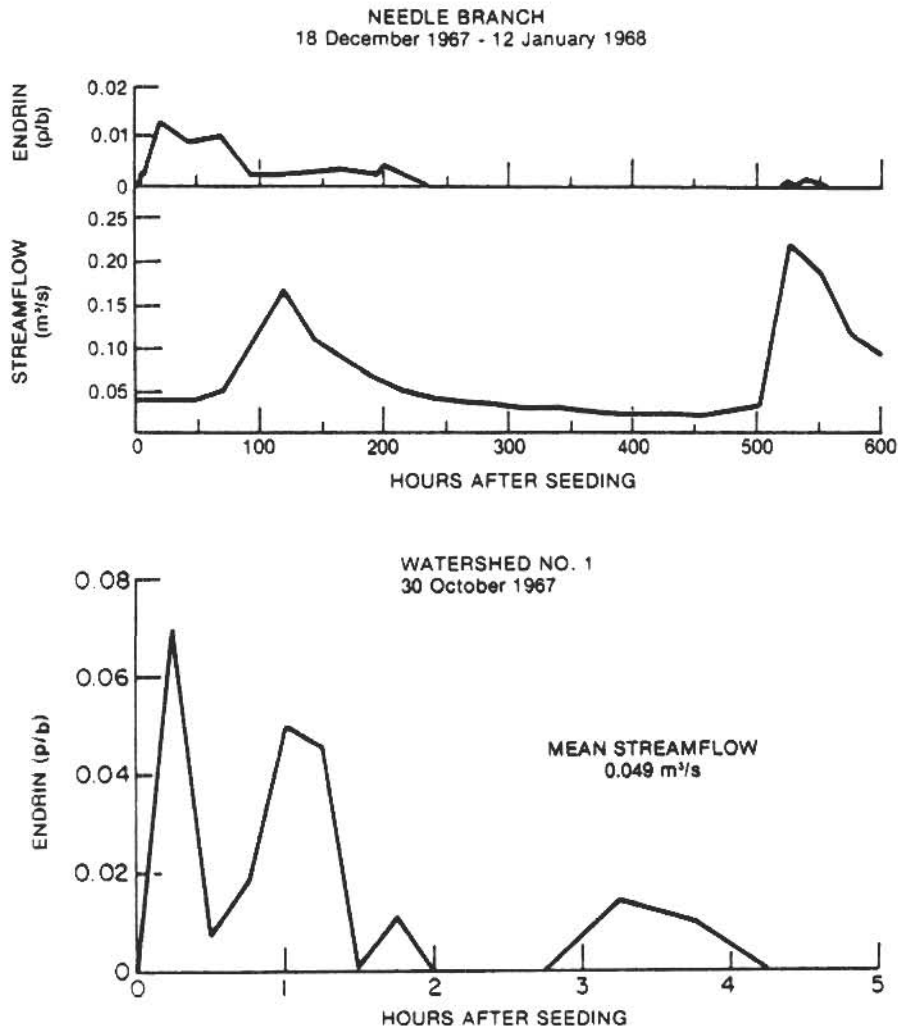 NEEDLE BRANCH
18 December 1967 - 12 January 1968
ENDRIN
(p/b)
0.02
0.01
0
STREAMFLOW
(m³/s)
0.25
0.20
0.15
0.10
0.05
0 100 200 300 400 500 600
HOURS AFTER SEEDING
WATERSHED NO. 1
30 October 1967
ENDRIN (p/b)
0.08
0.06
0.04
0.02
0
MEAN STREAMFLOW
0.049 m³/s
0 1 2 3 4 5
HOURS AFTER SEEDING